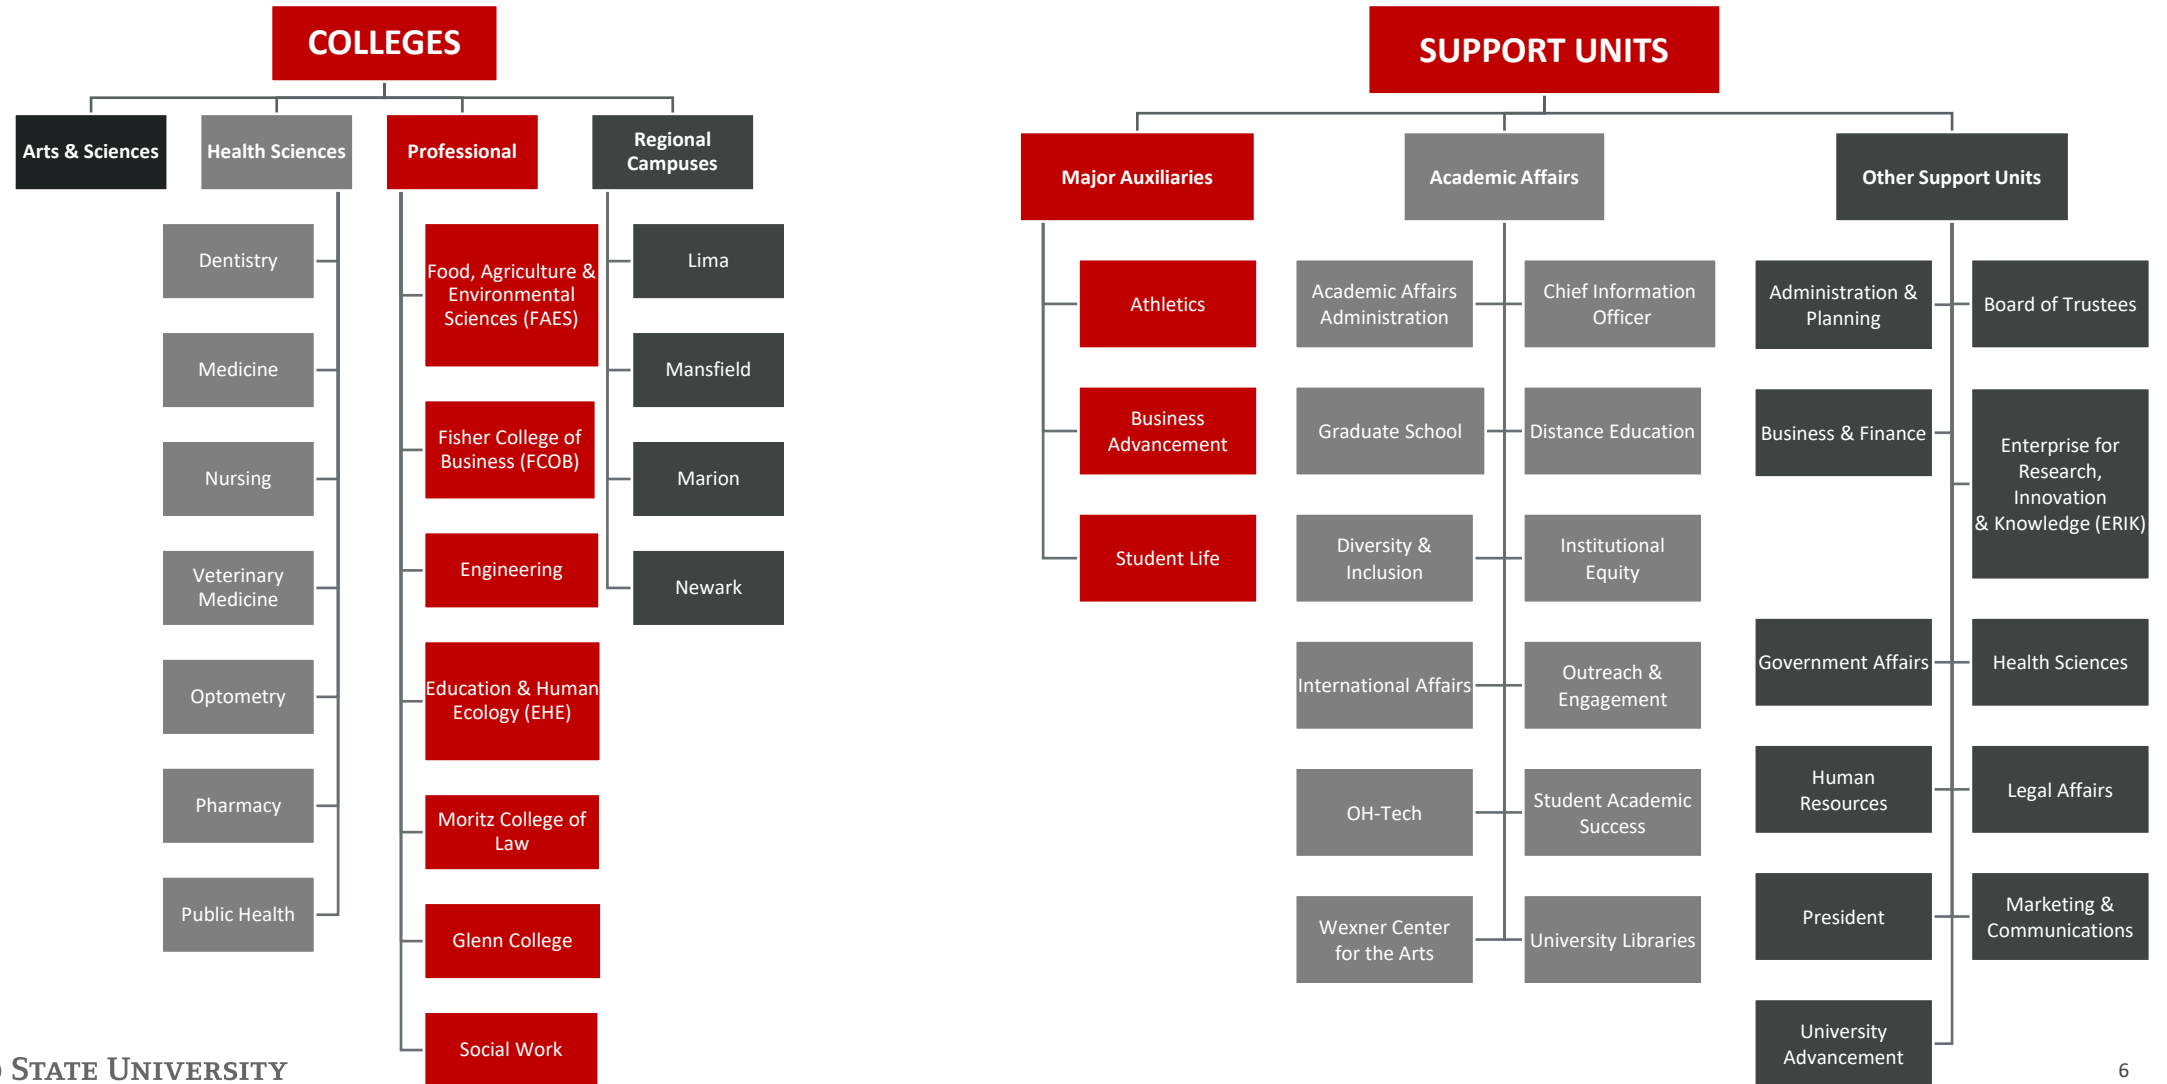 COLLEGES
Arts & Sciences
Health Sciences
Professional
Regional
Campuses
Dentistry
Medicine
Nursing
Veterinary
Medicine
Optometry
Pharmacy
Public Health
Food, Agriculture &
Environmental
Sciences (FAES)
Fisher College of
Business (FCOB)
Engineering
Education & Human
Ecology (EHE)
Moritz College of
Law
Glenn College
Social Work
Lima
Mansfield
Marion
Newark
SUPPORT UNITS
Major Auxiliaries
Academic Affairs
Other Support Units
Athletics
Business
Advancement
Student Life
Academic Affairs
Administration
Chief Information
Officer
Graduate School
Distance Education
Diversity &
Inclusion
Institutional
Equity
International Affairs
Outreach &
Engagement
OH-Tech
Student Academic
Success
Wexner Center
for the Arts
University Libraries
Administration &
Planning
Board of Trustees
Business & Finance
Enterprise for
Research,
Innovation
& Knowledge (ERIK)
Government Affairs
Health Sciences
Human
Resources
Legal Affairs
President
Marketing &
Communications
University
Advancement
STATE UNIVERSITY
6